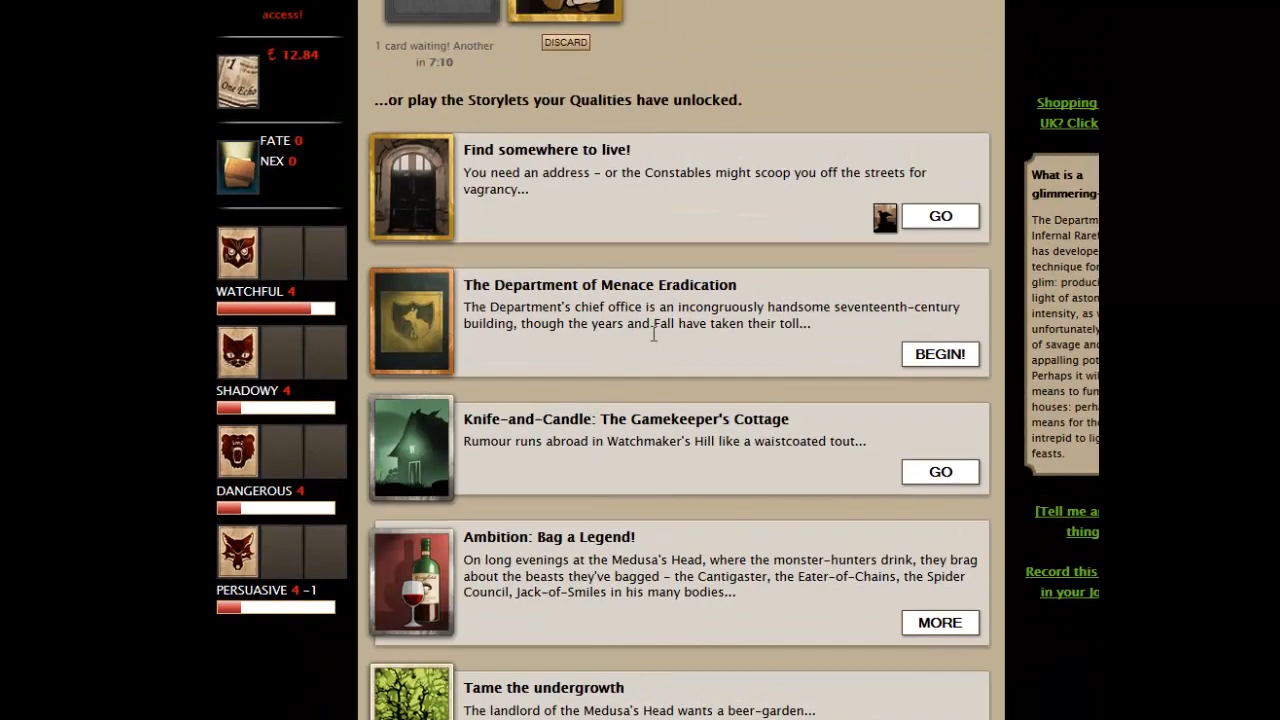 access!
12.84
FATE 0
NEX 0
WATCHFUL 4
SHADOWY 4
DANGEROUS 4
PERSUASIVE 4 -1
1 card waiting! Another
in 7:10
DISCARD
...or play the Storylets your Qualities have unlocked.
Find somewhere to live!
You need an address - or the Constables might scoop you off the streets for
vagrancy...
GO
The Department of Menace Eradication
The Department's chief office is an incongruously handsome seventeenth-century
building, though the years and Fall have taken their toll...
BEGIN!
Knife-and-Candle: The Gamekeeper's Cottage
Rumour runs abroad in Watchmaker's Hill like a waistcoated tout...
GO
Ambition: Bag a Legend!
On long evenings at the Medusa's Head, where the monster-hunters drink, they brag
about the beasts they've bagged - the Cantigaster, the Eater-of-Chains, the Spider
Council, Jack-of-Smiles in his many bodies...
MORE
Tame the undergrowth
The landlord of the Medusa's Head wants a beer-garden...
Shopping
UK? Click
What is a
glimmering-
The Departm
Infernal Raref
has develope
technique for
glim: produci
light of aston
intensity, as w
unfortunately
of savage and
appalling pot
Perhaps it wil
means to fum
houses: perha
means for the
intrepid to lig
feasts.
[Tell me an
thing
Record this
in your Jo